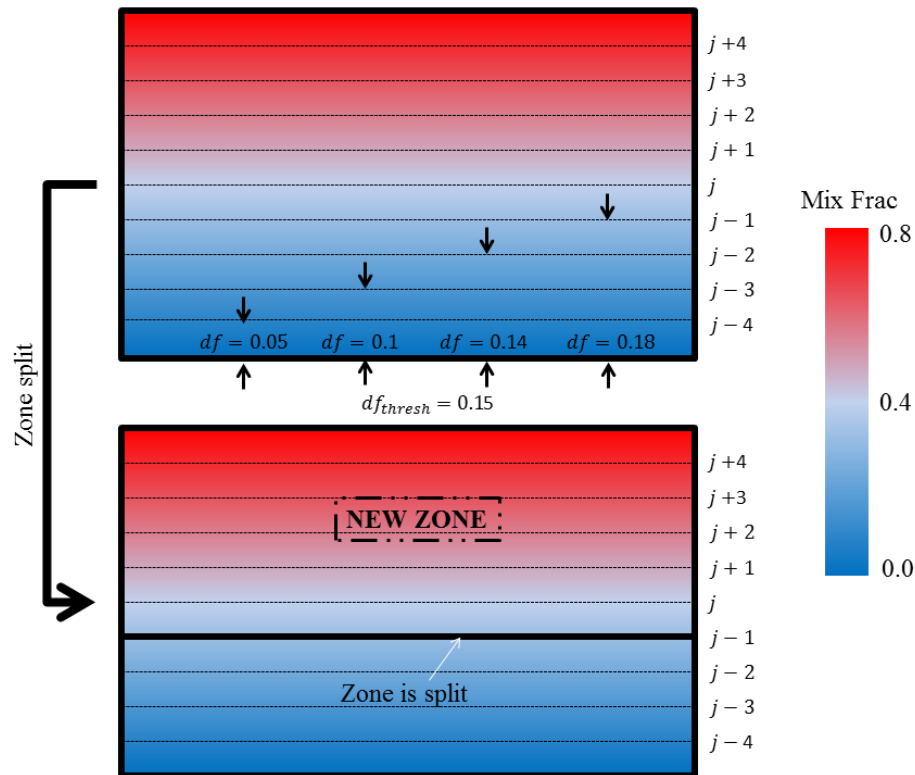 j +4
j +3
j + 2
j + 1
j
j − 1
j − 2
j − 3
j − 4
df = 0.05 df = 0.1 df = 0.14 df = 0.18
df_thresh = 0.15
Zone split
Mix Frac
0.8
0.4
0.0
j +4
j +3
j + 2
j + 1
j
j − 1
j − 2
j − 3
j − 4
NEW ZONE
Zone is split